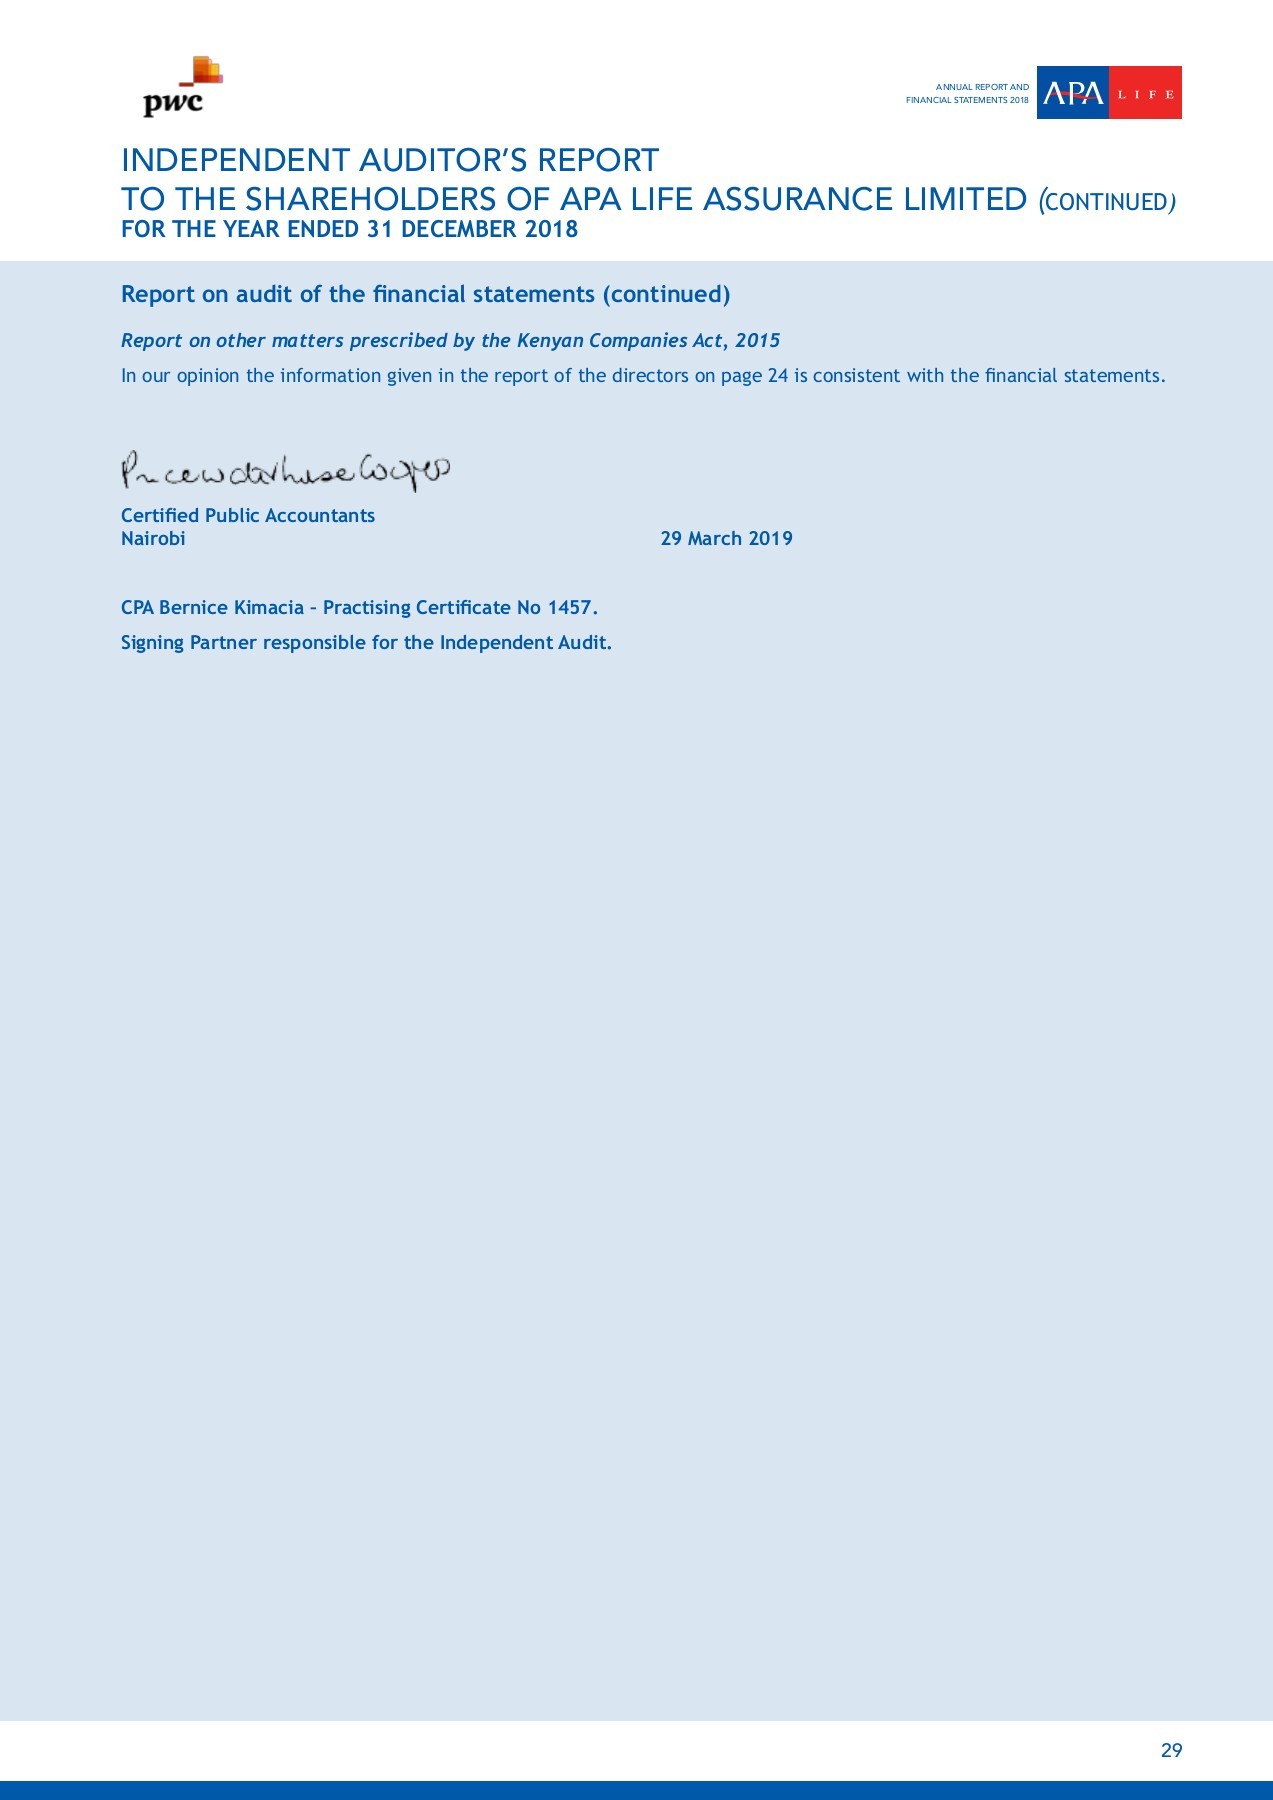 pwc
ANNUAL REPORT AND
FINANCIAL STATEMENTS 2018
APA LIFE
INDEPENDENT AUDITOR’S REPORT
TO THE SHAREHOLDERS OF APA LIFE ASSURANCE LIMITED (CONTINUED)
FOR THE YEAR ENDED 31 DECEMBER 2018
Report on audit of the financial statements (continued)
Report on other matters prescribed by the Kenyan Companies Act, 2015
In our opinion the information given in the report of the directors on page 24 is consistent with the financial statements.
PricewaterhouseCoopers
Certified Public Accountants
Nairobi 29 March 2019
CPA Bernice Kimacia – Practising Certificate No 1457.
Signing Partner responsible for the Independent Audit.
29